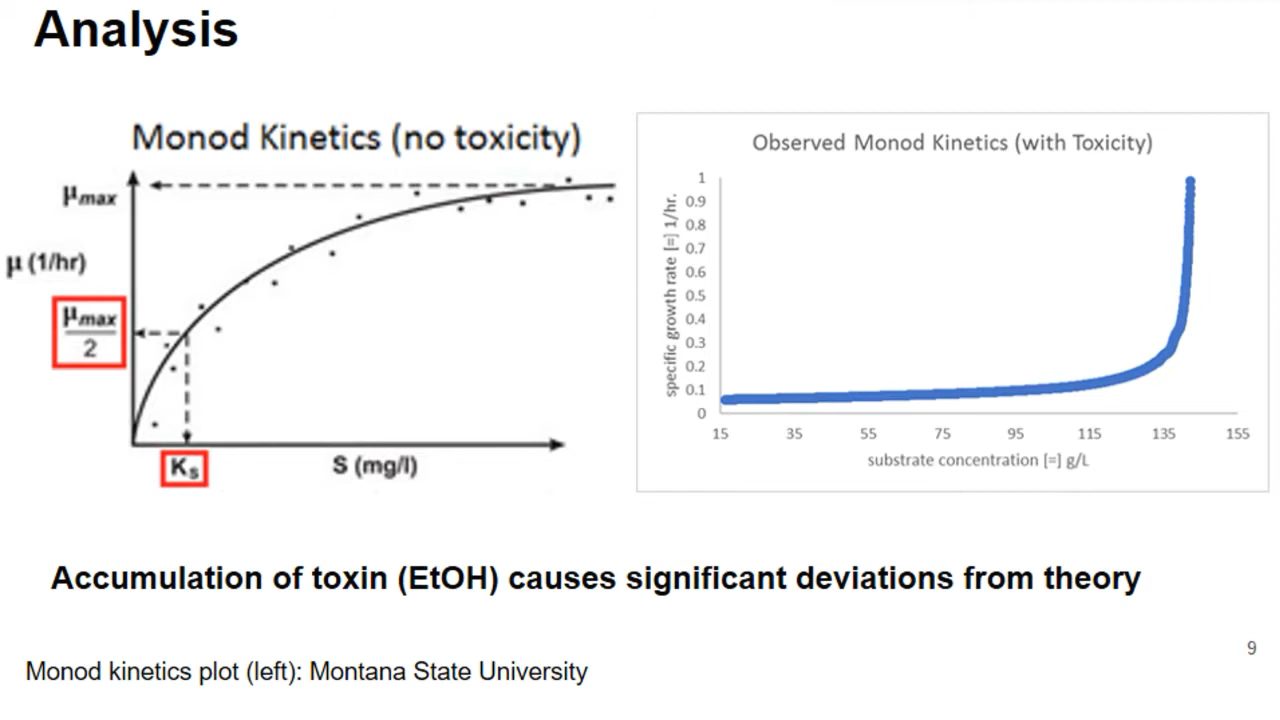 Analysis
Monod Kinetics (no toxicity)
μmax
μ (1/hr)
μmax
2
Ks
S (mg/l)
Observed Monod Kinetics (with Toxicity)
specific growth rate [=] 1/hr.
1
0.9
0.8
0.7
0.6
0.5
0.4
0.3
0.2
0.1
0
15 35 55 75 95 115 135 155
substrate concentration [=] g/L
Accumulation of toxin (EtOH) causes significant deviations from theory
9
Monod kinetics plot (left): Montana State University